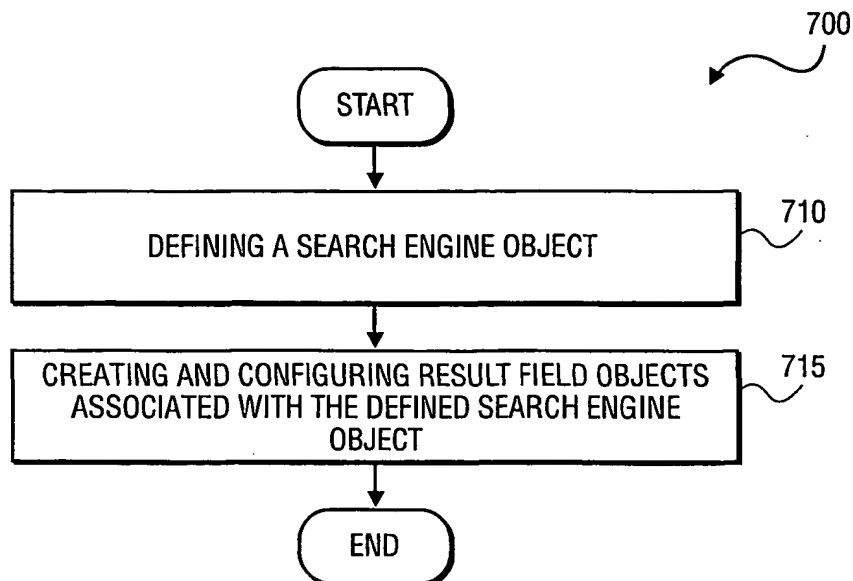 700
START
DEFINING A SEARCH ENGINE OBJECT
710
CREATING AND CONFIGURING RESULT FIELD OBJECTS
ASSOCIATED WITH THE DEFINED SEARCH ENGINE
OBJECT
715
END